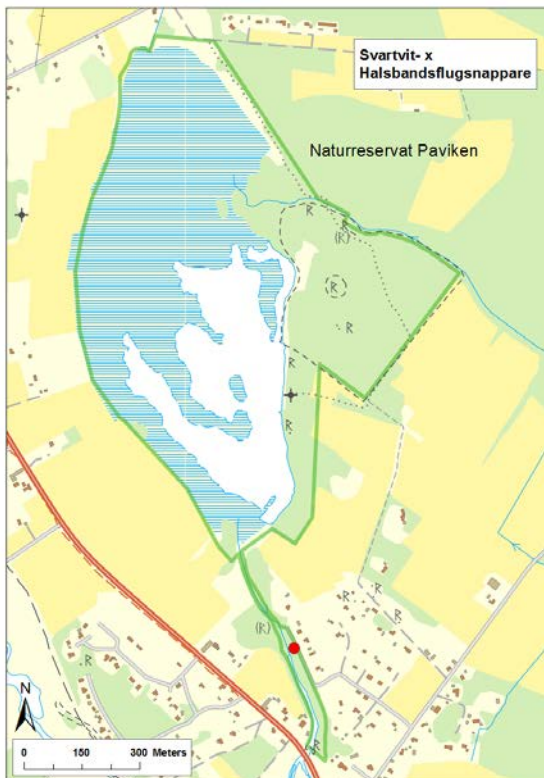 Svartvit- x
Halsbandsflugsnappare
Naturreservat Paviken
R
R
(R)
R
R
R
R
R
R
R
(R)
R
R
N
0 150 300 Meters